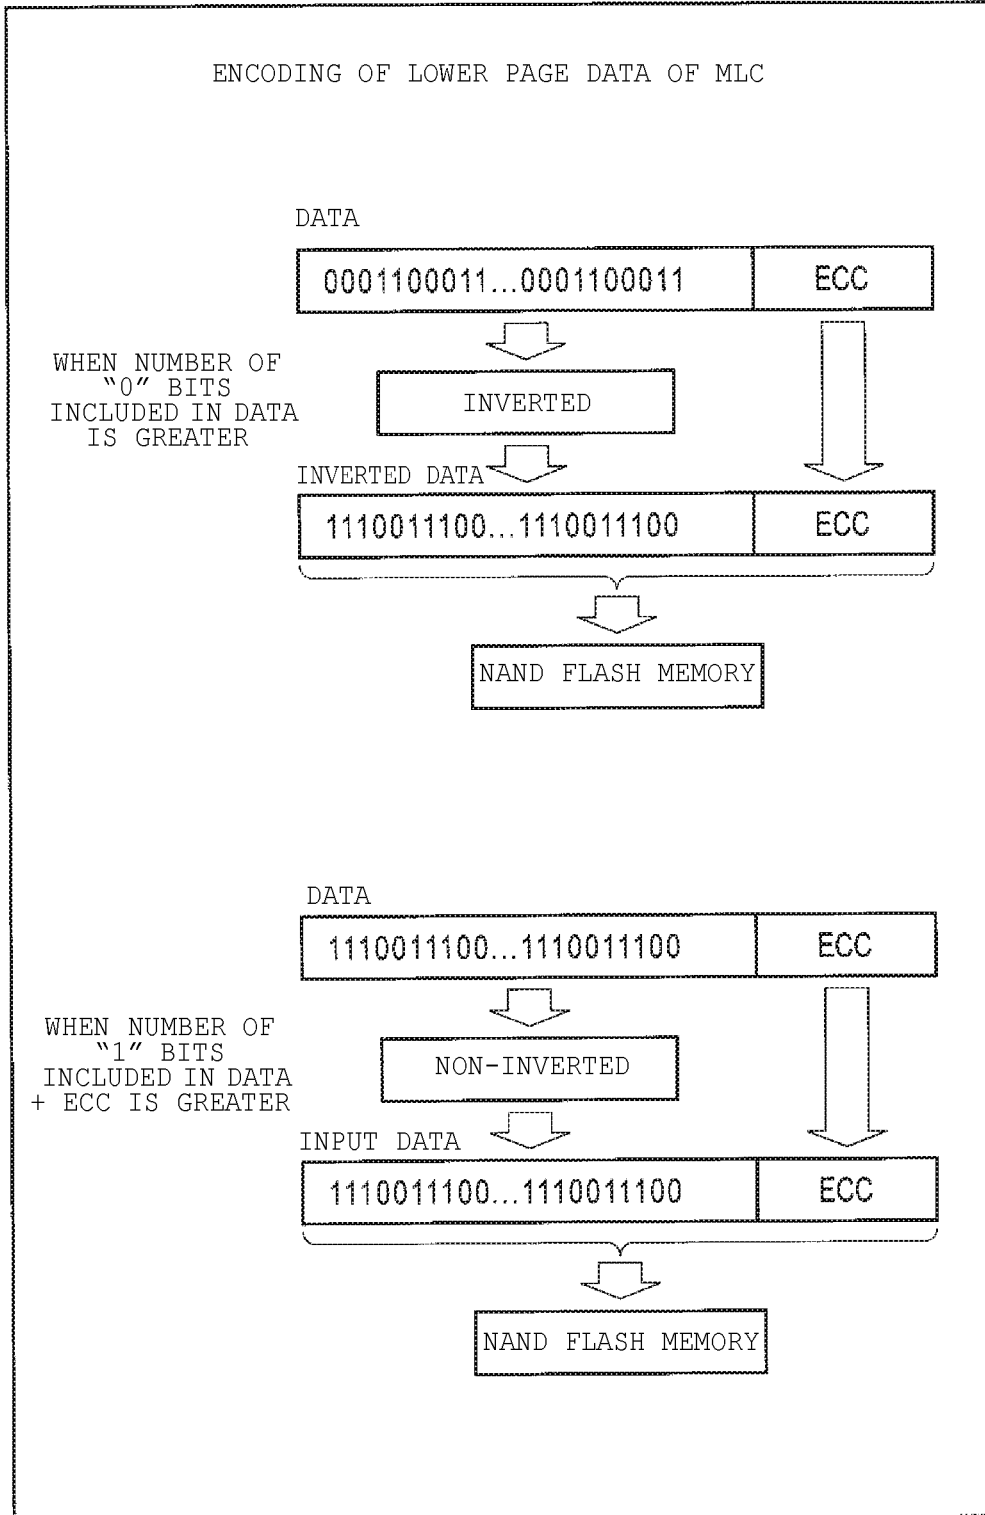 ENCODING OF LOWER PAGE DATA OF MLC
DATA
0001100011...0001100011 ECC
WHEN NUMBER OF
"0" BITS
INCLUDED IN DATA
IS GREATER
INVERTED
INVERTED DATA
1110011100...1110011100 ECC
NAND FLASH MEMORY
DATA
1110011100...1110011100 ECC
WHEN NUMBER OF
"1" BITS
INCLUDED IN DATA
+ ECC IS GREATER
NON-INVERTED
INPUT DATA
1110011100...1110011100 ECC
NAND FLASH MEMORY